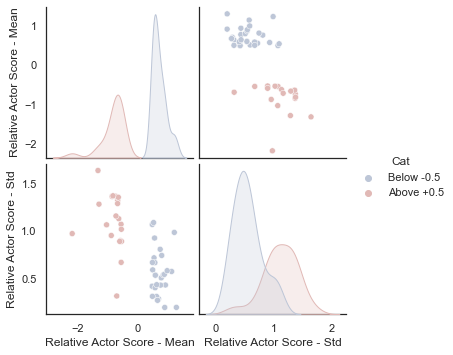 Relative Actor Score - Mean
1
0
−1
−2
Relative Actor Score - Std
1.5
1.0
0.5
−2
0
Relative Actor Score - Mean
0
1
2
Relative Actor Score - Std
Cat
Below -0.5
Above +0.5